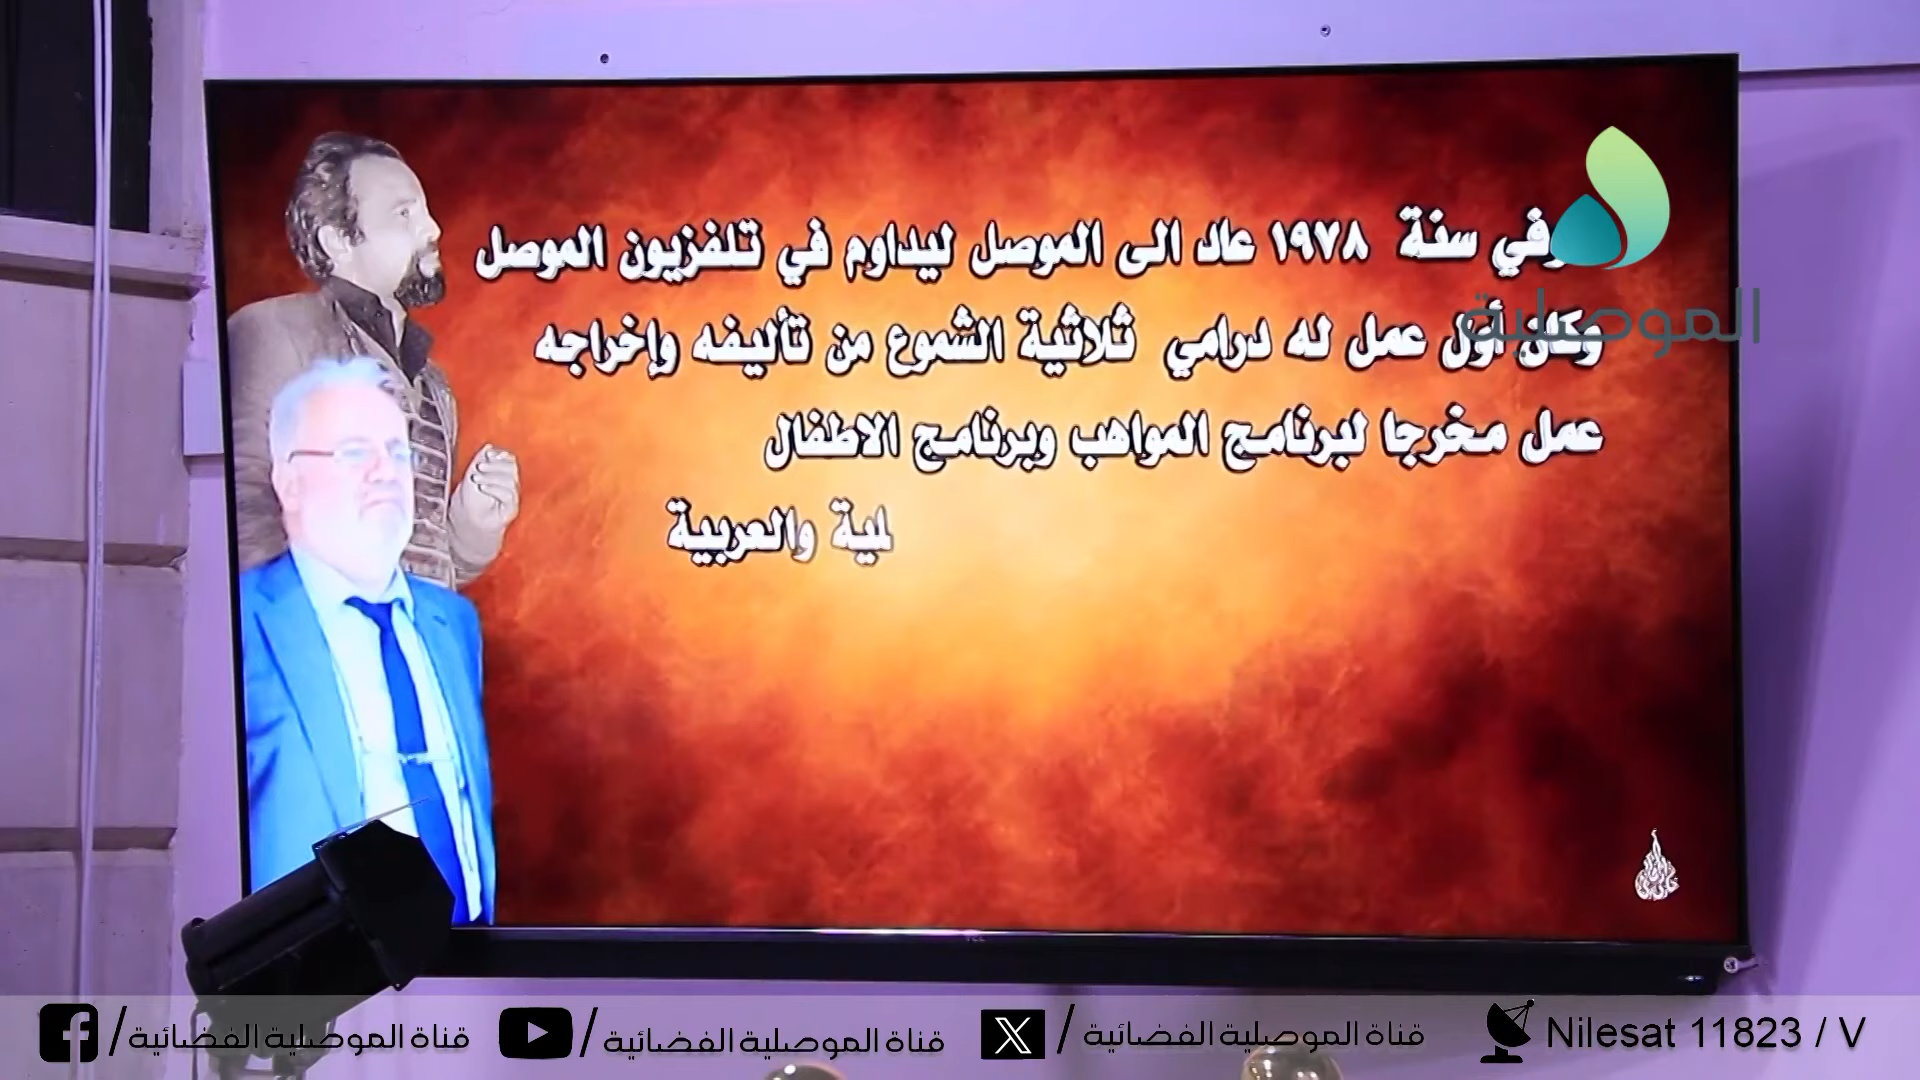 وفي سنة ١٩٧٨ عاد الى الموصل ليداوم في تلفزيون الموصل
وكان أول عمل له درامي ثلاثية الشموع من تأليفه وإخراجه
عمل مخرجا لبرنامج المواهب وبرنامج الاطفال
لمية والعربية
الموصلية
/قناة الموصلية الفضائية
/قناة الموصلية الفضائية
/قناة الموصلية الفضائية
Nilesat 11823 / V